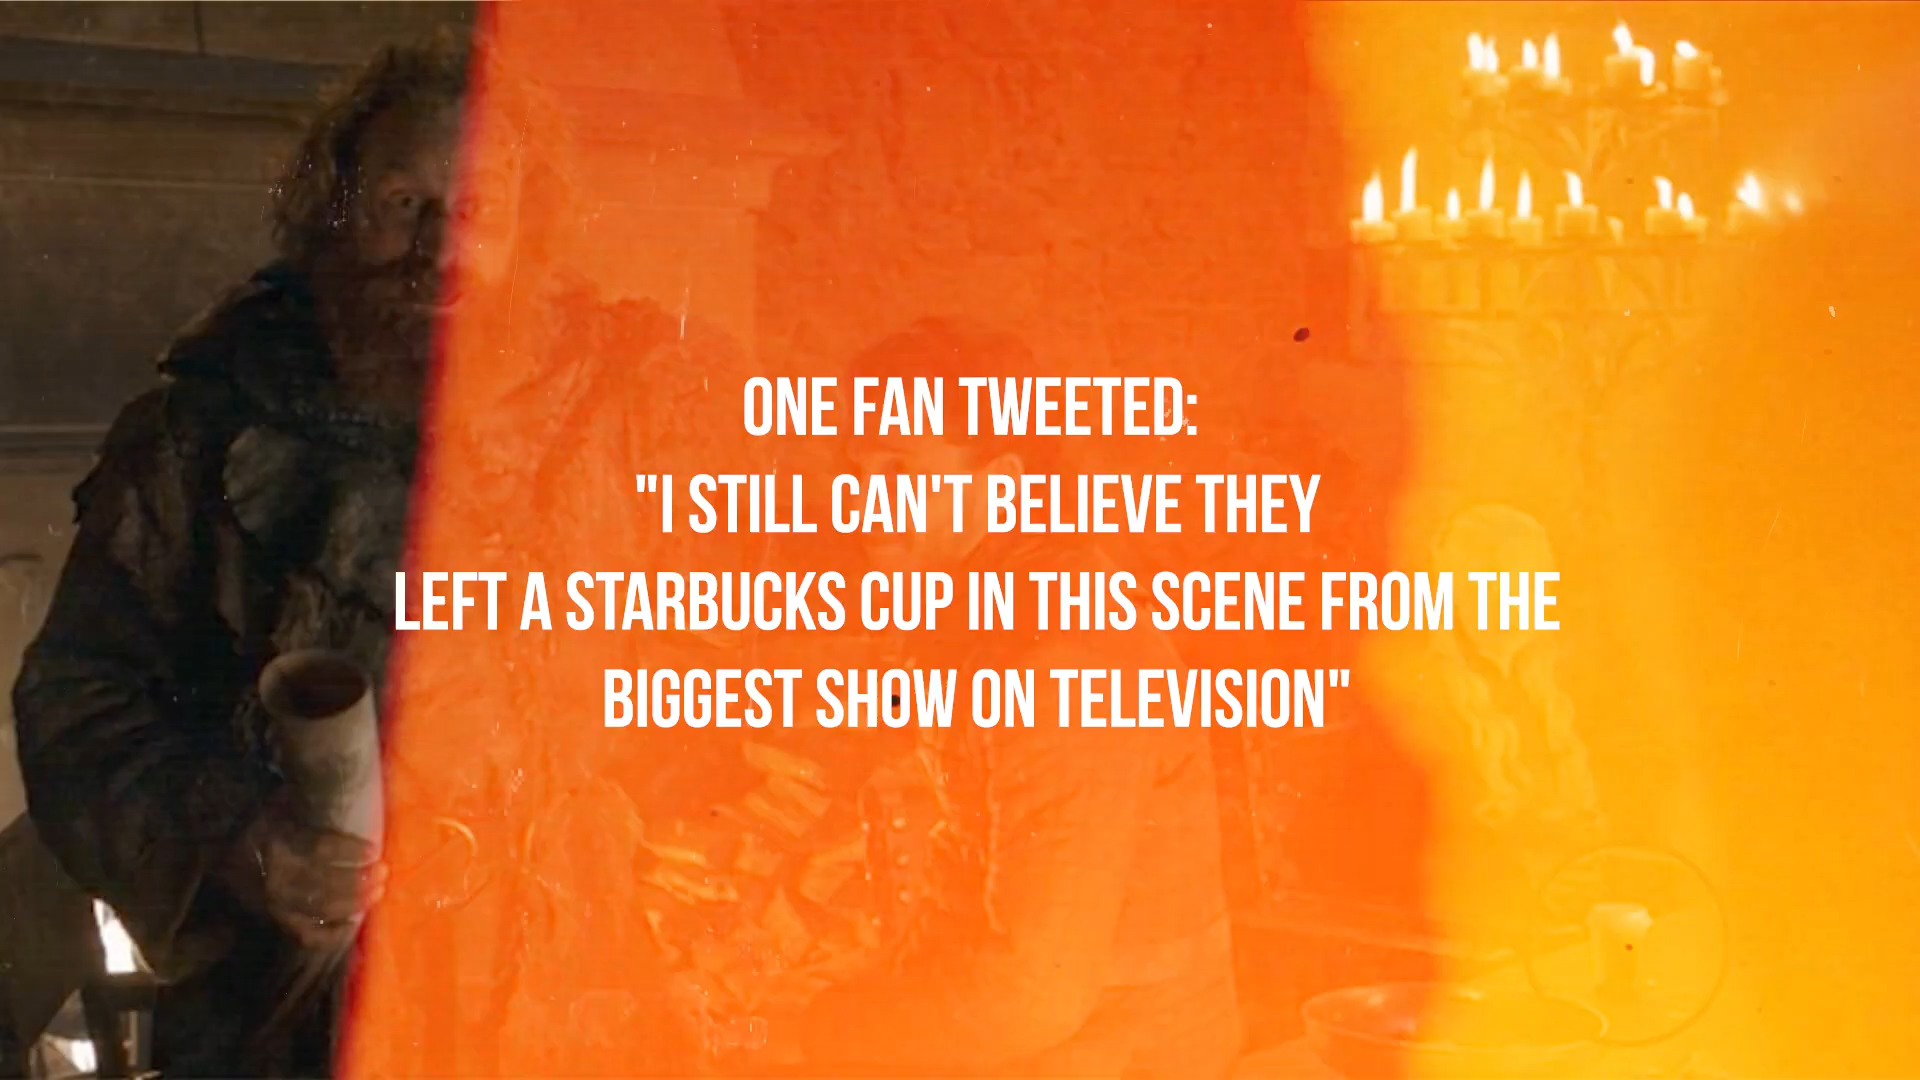 ONE FAN TWEETED:
"I STILL CAN'T BELIEVE THEY
LEFT A STARBUCKS CUP IN THIS SCENE FROM THE
BIGGEST SHOW ON TELEVISION"